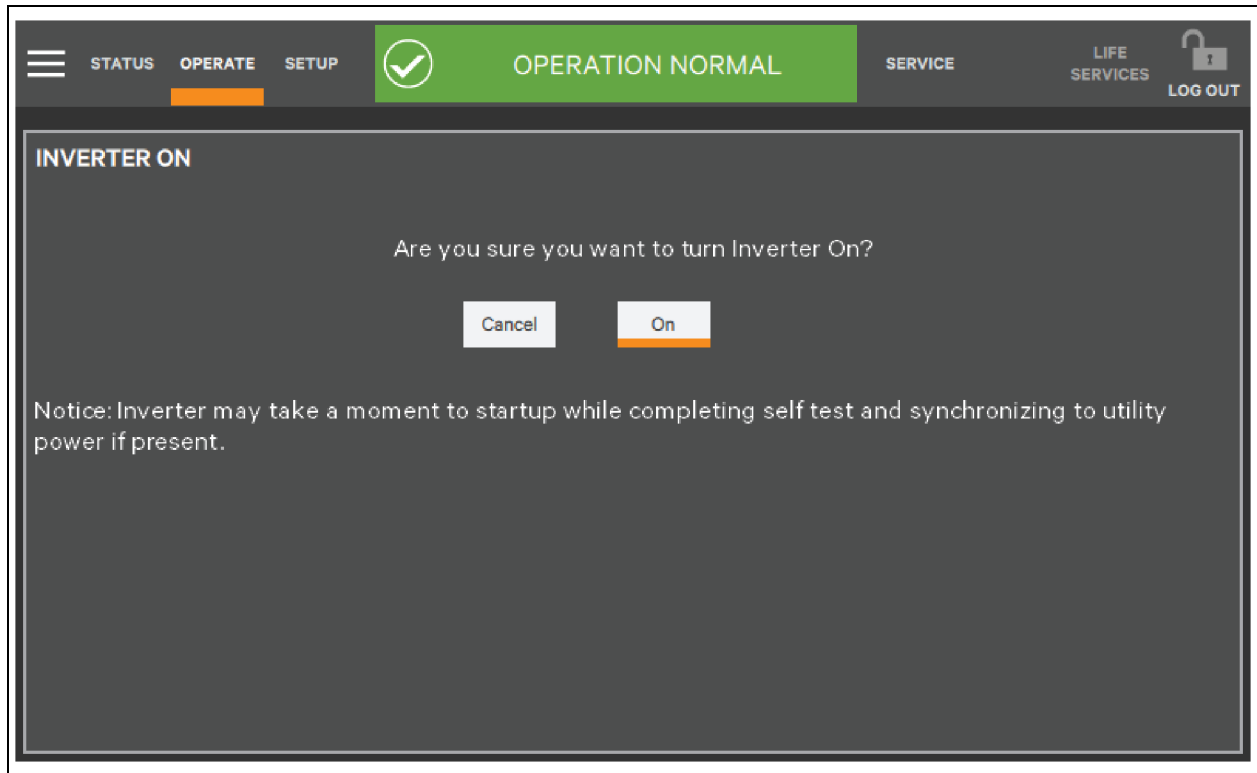 STATUS OPERATE SETUP OPERATION NORMAL SERVICE LIFE
SERVICES
LOG OUT
INVERTER ON
Are you sure you want to turn Inverter On?
Cancel On
Notice: Inverter may take a moment to startup while completing self test and synchronizing to utility
power if present.